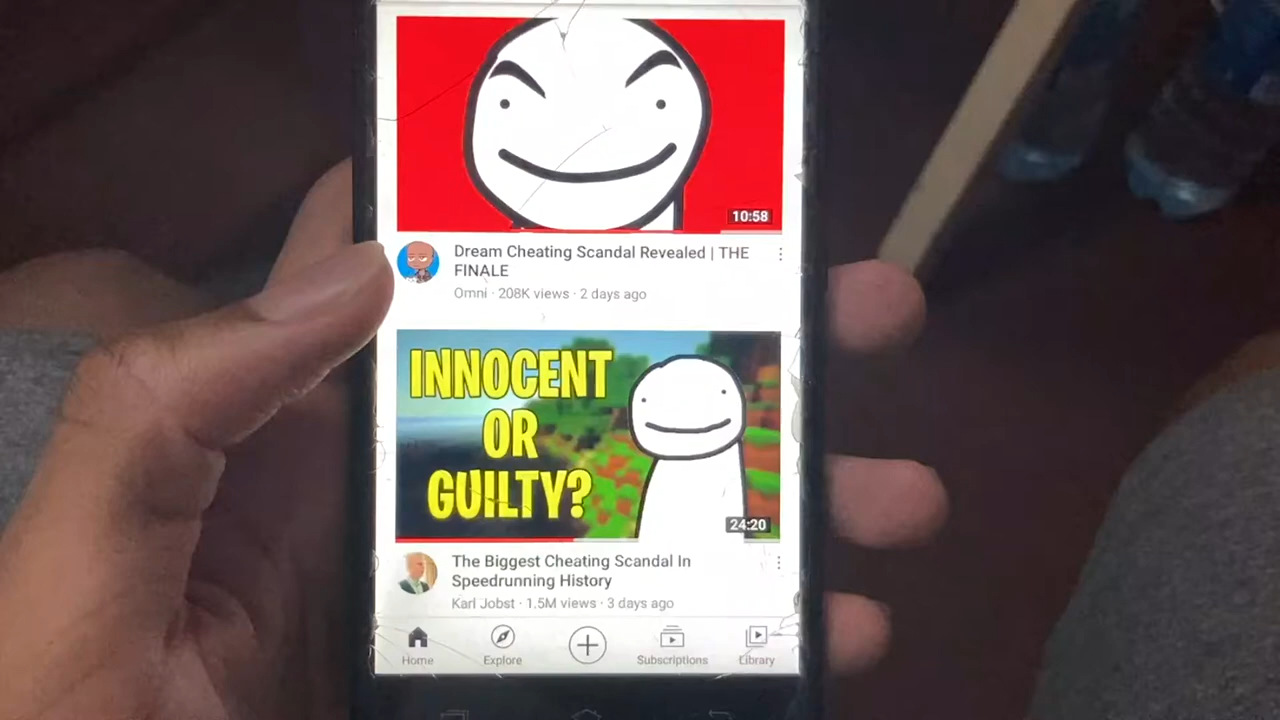 10:58
Dream Cheating Scandal Revealed | THE
FINALE
Omni · 208K views · 2 days ago
INNOCENT
OR
GUILTY?
24:20
The Biggest Cheating Scandal In
Speedrunning History
Karl Jobst · 1.5M views · 3 days ago
Home Explore Subscriptions Library